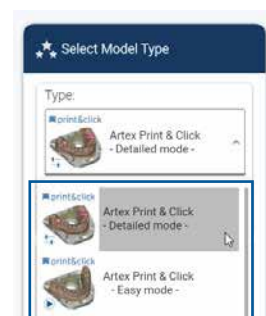 Select Model Type
Type:
print&click
Artex Print & Click
- Detailed mode -
print&click
Artex Print & Click
- Detailed mode -
print&click
Artex Print & Click
- Easy mode -